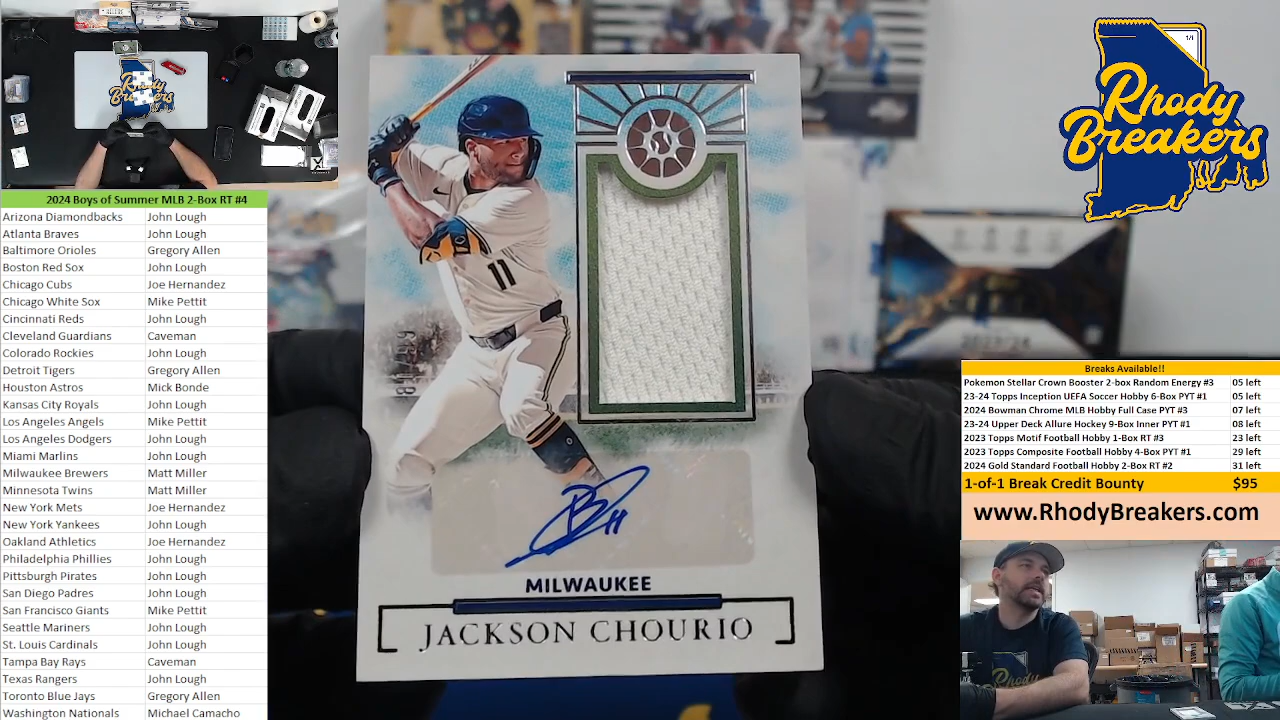 2024 Boys of Summer MLB 2-Box RT #4
Arizona Diamondbacks John Lough
Atlanta Braves John Lough
Baltimore Orioles Gregory Allen
Boston Red Sox John Lough
Chicago Cubs Joe Hernandez
Chicago White Sox Mike Pettit
Cincinnati Reds John Lough
Cleveland Guardians Caveman
Colorado Rockies John Lough
Detroit Tigers Gregory Allen
Houston Astros Mick Bonde
Kansas City Royals John Lough
Los Angeles Angels Mike Pettit
Los Angeles Dodgers John Lough
Miami Marlins John Lough
Milwaukee Brewers Matt Miller
Minnesota Twins Matt Miller
New York Mets Joe Hernandez
New York Yankees John Lough
Oakland Athletics Joe Hernandez
Philadelphia Phillies John Lough
Pittsburgh Pirates John Lough
San Diego Padres John Lough
San Francisco Giants Mike Pettit
Seattle Mariners John Lough
St. Louis Cardinals John Lough
Tampa Bay Rays Caveman
Texas Rangers John Lough
Toronto Blue Jays Gregory Allen
Washington Nationals Michael Camacho
11
MILWAUKEE
JACKSON CHOURIO
1/1
Rhody
Breakers
Breaks Available!!
Pokemon Stellar Crown Booster 2-box Random Energy #3 05 left
23-24 Topps Inception UEFA Soccer Hobby 6-Box PYT #1 05 left
2024 Bowman Chrome MLB Hobby Full Case PYT #3 07 left
23-24 Upper Deck Allure Hockey 9-Box Inner PYT #1 08 left
2023 Topps Motif Football Hobby 1-Box RT #3 23 left
2023 Topps Composite Football Hobby 4-Box PYT #1 29 left
2024 Gold Standard Football Hobby 2-Box RT #2 31 left
1-of-1 Break Credit Bounty $95
www.RhodyBreakers.com
Rhody